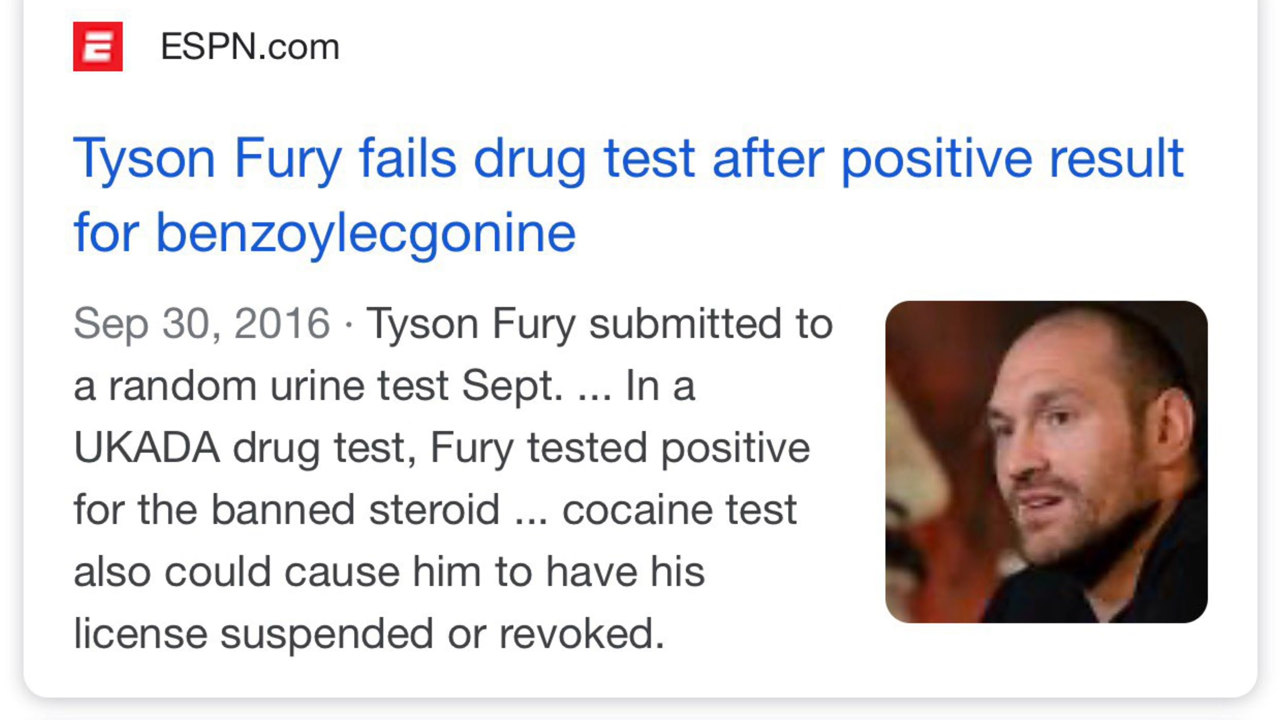 ESPN.com
Tyson Fury fails drug test after positive result
for benzoylecgonine
Sep 30, 2016 · Tyson Fury submitted to
a random urine test Sept. ... In a
UKADA drug test, Fury tested positive
for the banned steroid ... cocaine test
also could cause him to have his
license suspended or revoked.